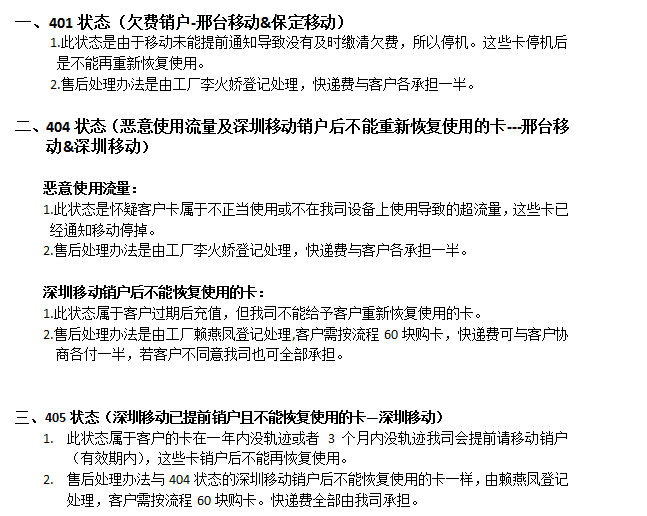 一、401 状态（欠费销户-邢台移动&保定移动）
1.此状态是由于移动未能提前通知导致没有及时缴清欠费，所以停机。这些卡停机后
是不能再重新恢复使用。
2.售后处理办法是由工厂李火娇登记处理，快递费与客户各承担一半。
二、404 状态（恶意使用流量及深圳移动销户后不能重新恢复使用的卡---邢台移
动&深圳移动）
恶意使用流量：
1.此状态是怀疑客户卡属于不正当使用或不在我司设备上使用导致的超流量，这些卡已
经通知移动停掉。
2.售后处理办法是由工厂李火娇登记处理，快递费与客户各承担一半。
深圳移动销户后不能恢复使用的卡：
1.此状态属于客户过期后充值，但我司不能给予客户重新恢复使用的卡。
2.售后处理办法是由工厂赖燕凤登记处理,客户需按流程 60 块购卡，快递费可与客户协
商各付一半，若客户不同意我司也可全部承担。
三、405 状态（深圳移动已提前销户且不能恢复使用的卡—深圳移动）
1. 此状态属于客户的卡在一年内没轨迹或者 3 个月内没轨迹我司会提前请移动销户
（有效期内），这些卡销户后不能再恢复使用。
2. 售后处理办法与 404 状态的深圳移动销户后不能恢复使用的卡一样，由赖燕凤登记
处理，客户需按流程 60 块购卡。快递费全部由我司承担。